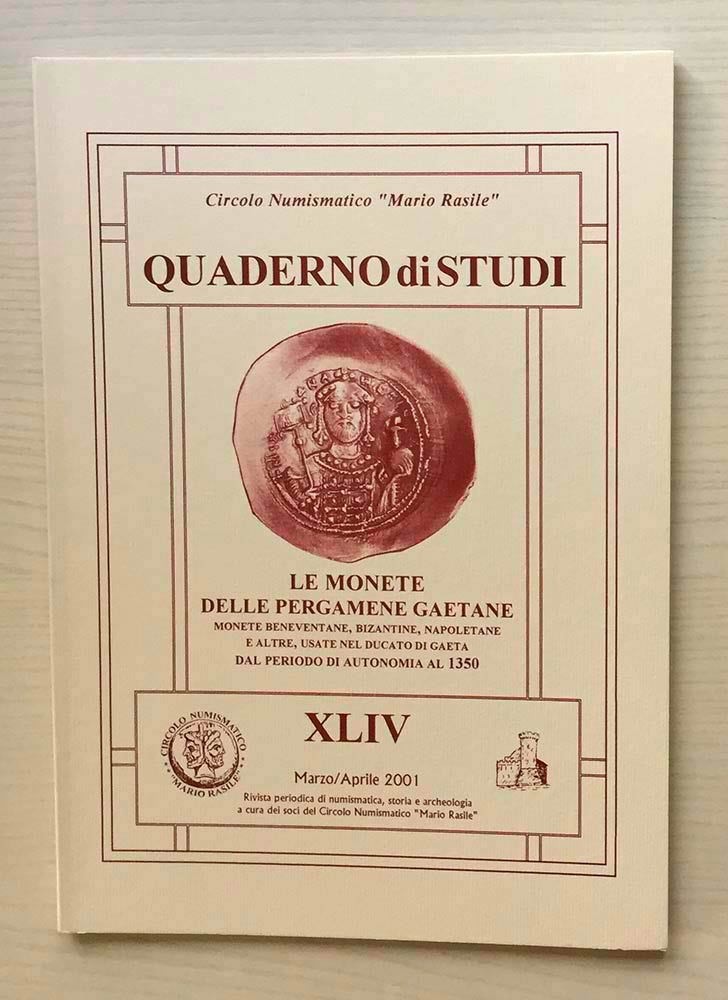 Circolo Numismatico "Mario Rasile"
QUADERNO di STUDI
LE MONETE
DELLE PERGAMENE GAETANE
MONETE BENEVENTANE, BIZANTINE, NAPOLETANE
E ALTRE, USATE NEL DUCATO DI GAETA
DAL PERIODO DI AUTONOMIA AL 1350
XLIV
CIRCOLO NUMISMATICO
"MARIO RASILE"
Marzo/Aprile 2001
Rivista periodica di numismatica, storia e archeologia
a cura dei soci del Circolo Numismatico "Mario Rasile"